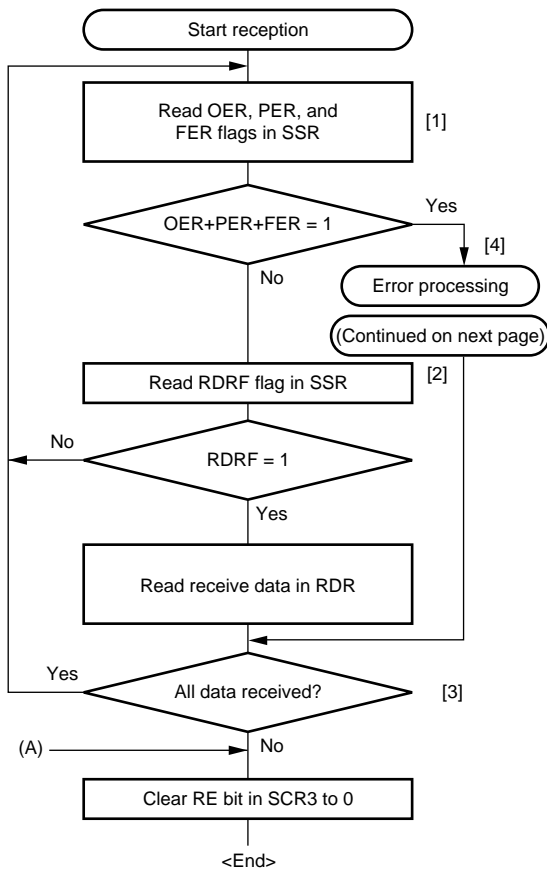 Start reception
Read OER, PER, and
FER flags in SSR
[1]
OER+PER+FER = 1
Yes
[4]
No
Error processing
(Continued on next page)
Read RDRF flag in SSR
[2]
No
RDRF = 1
Yes
Read receive data in RDR
Yes
All data received?
[3]
(A)
No
Clear RE bit in SCR3 to 0
<End>